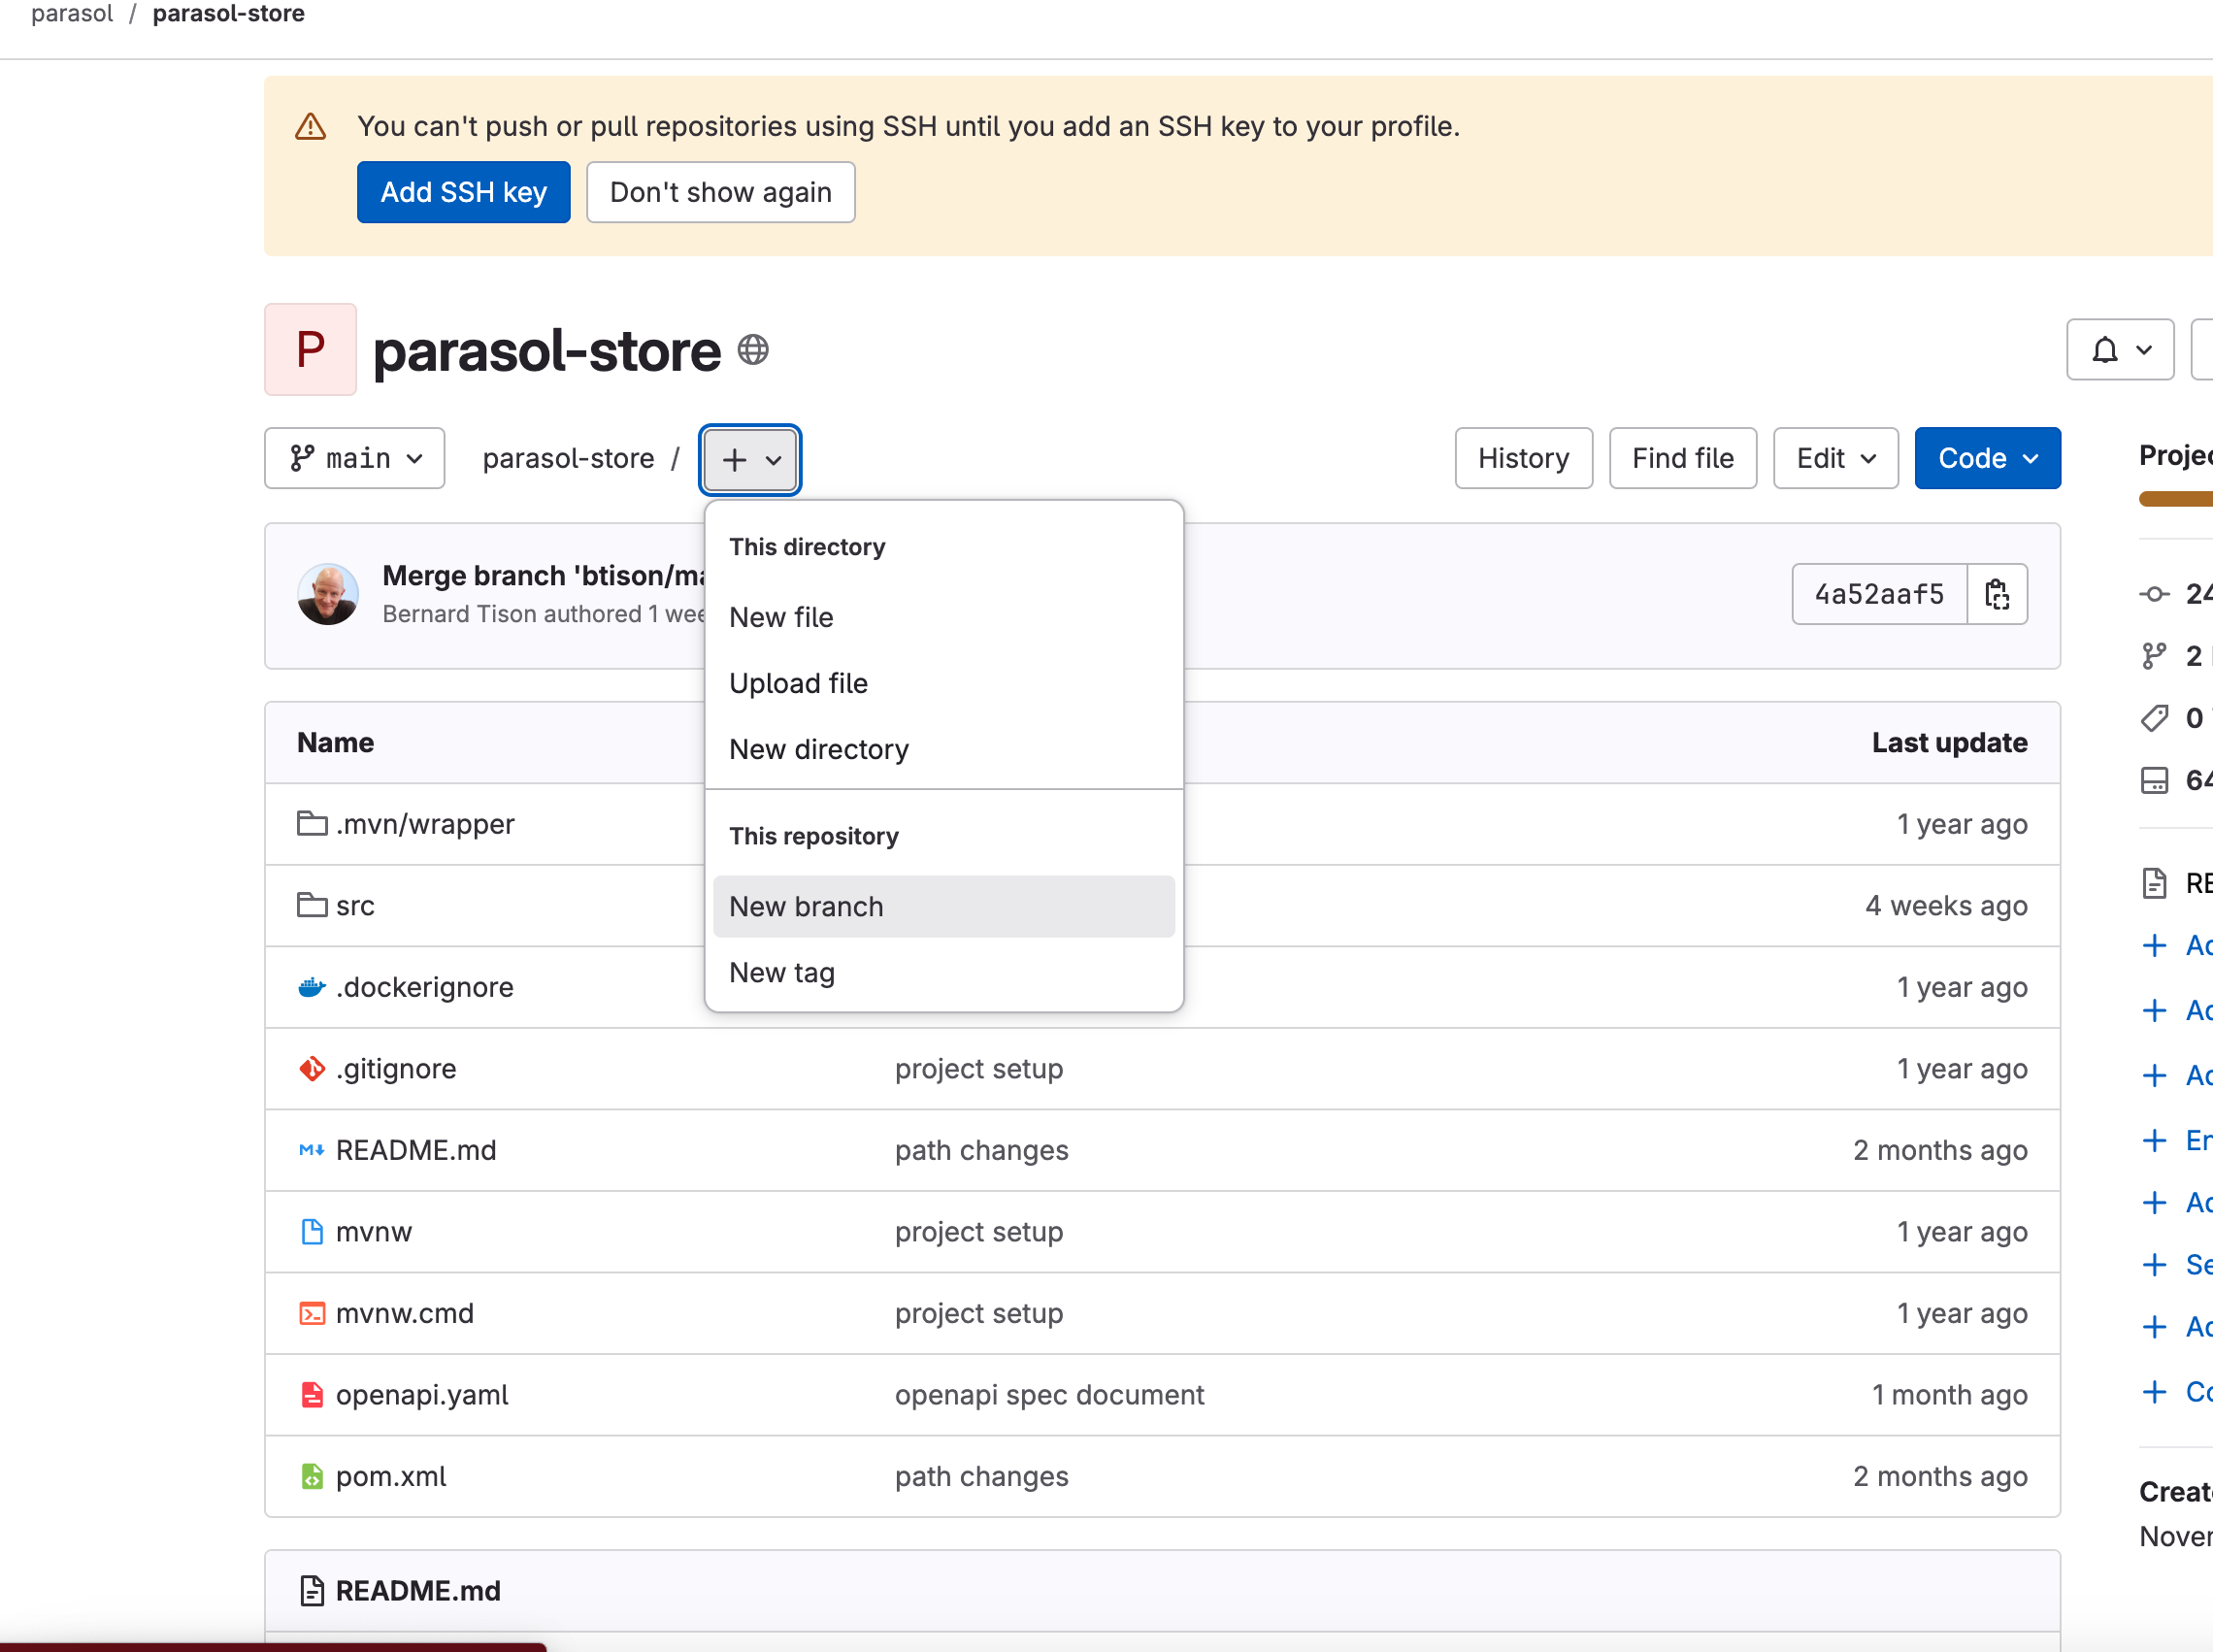 parasol / parasol-store
You can't push or pull repositories using SSH until you add an SSH key to your profile.
Add SSH key
Don't show again
P
parasol-store
main
parasol-store /
+
History
Find file
Edit
Code
This directory
New file
Upload file
New directory
This repository
New branch
New tag
Merge branch 'btison/ma
Bernard Tison authored 1 wee
4a52aaf5
Name
Last update
.mvn/wrapper
1 year ago
src
4 weeks ago
.dockerignore
1 year ago
.gitignore
project setup
1 year ago
README.md
path changes
2 months ago
mvnw
project setup
1 year ago
mvnw.cmd
project setup
1 year ago
openapi.yaml
openapi spec document
1 month ago
pom.xml
path changes
2 months ago
README.md
Projec
24
2
0
64
RE
+ Ad
+ Ad
+ Ad
+ En
+ Ad
+ Se
+ Ad
+ Co
Creat
Nover